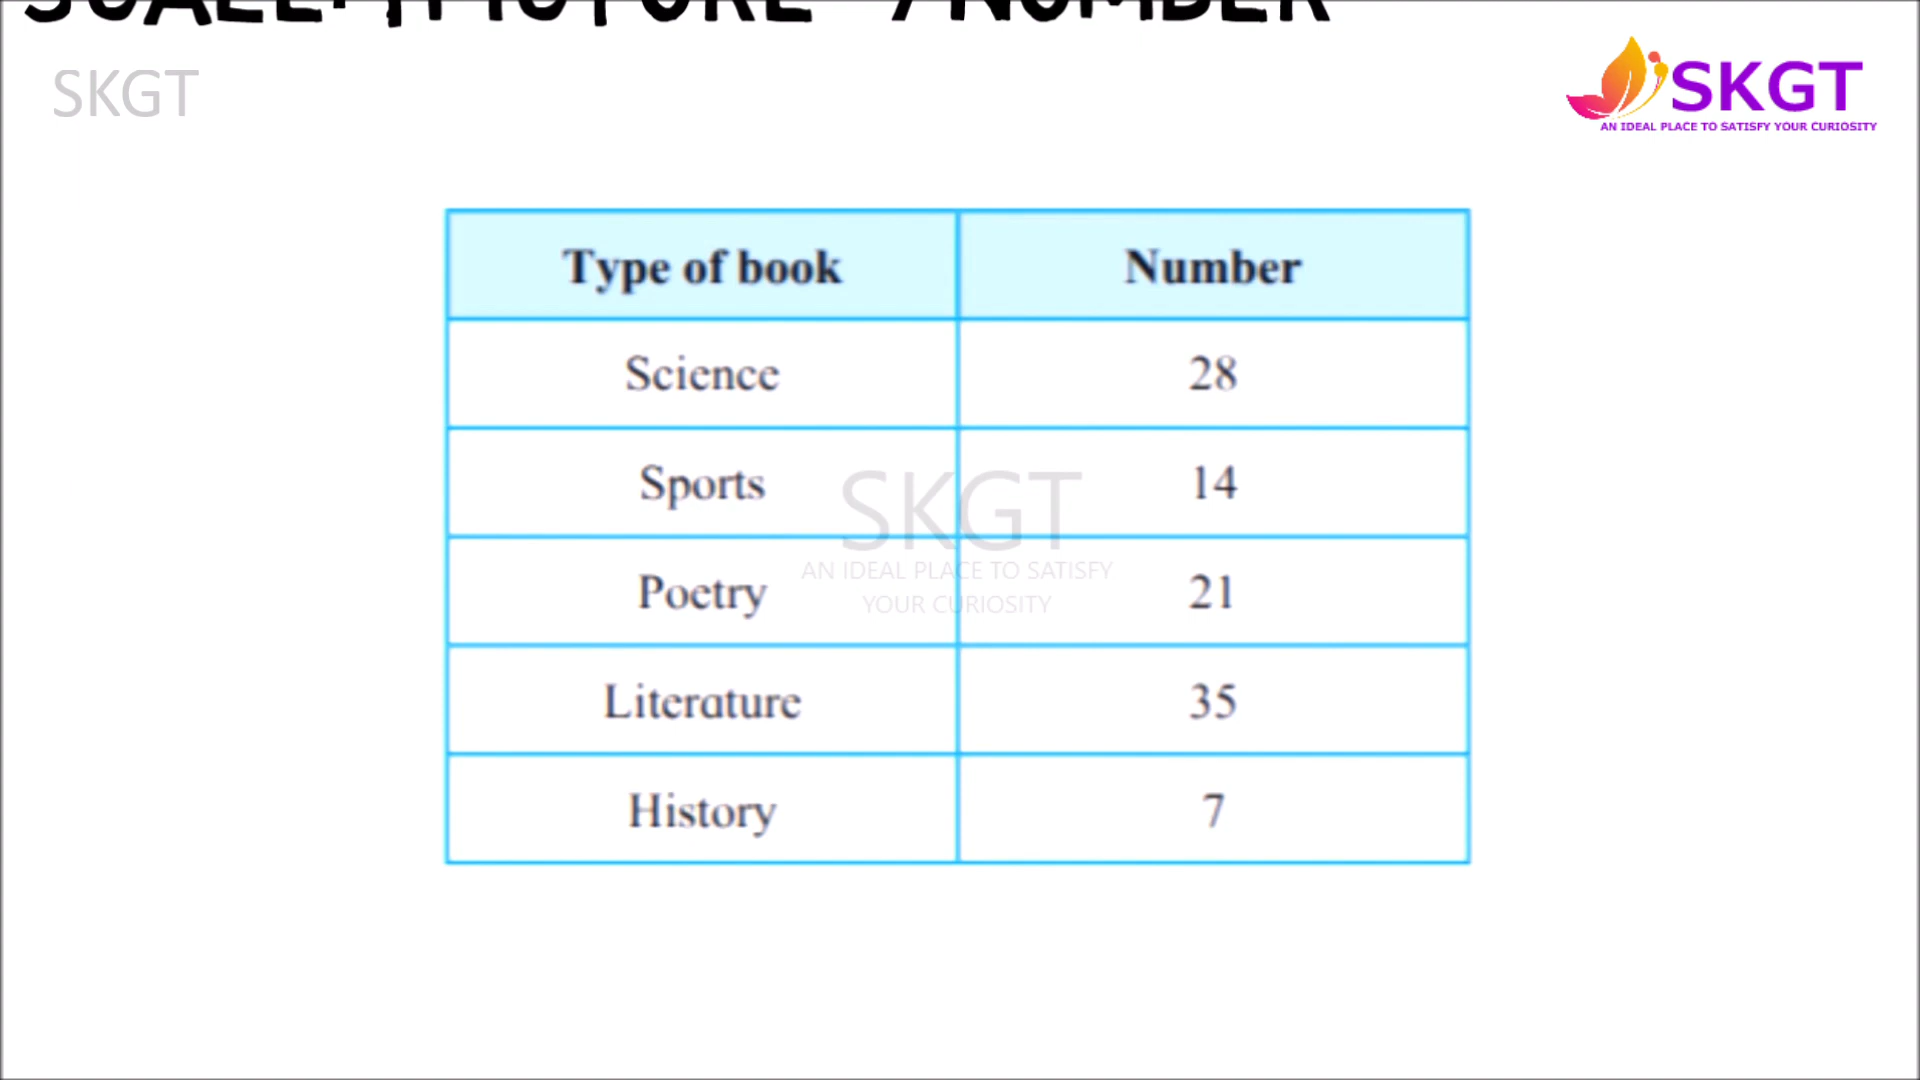 SKGT
SKGT
AN IDEAL PLACE TO SATISFY YOUR CURIOSITY
Type of book Number
Science 28
Sports 14
Poetry 21
Literature 35
History 7
SKGT
AN IDEAL PLACE TO SATISFY
YOUR CURIOSITY